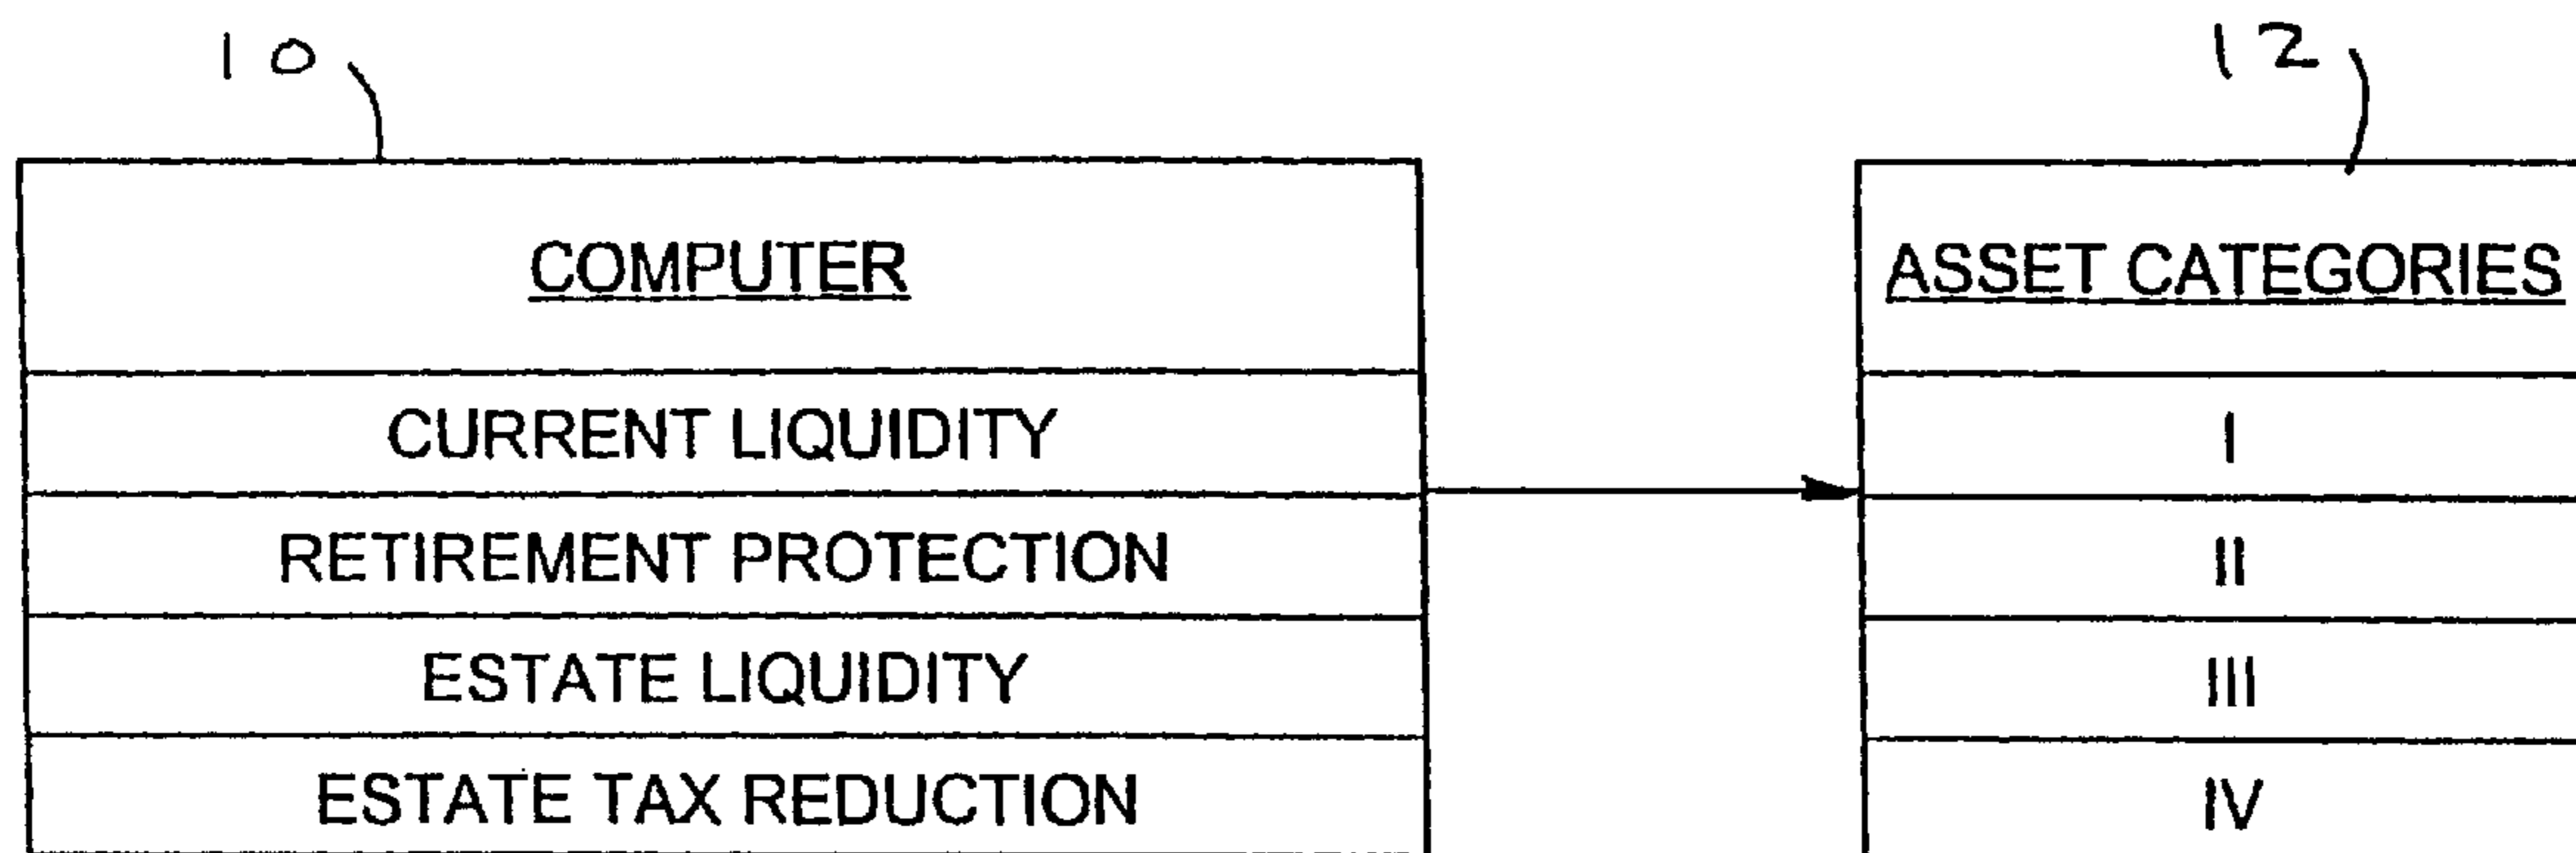 10
12
COMPUTER
ASSET CATEGORIES
CURRENT LIQUIDITY
I
RETIREMENT PROTECTION
II
ESTATE LIQUIDITY
III
ESTATE TAX REDUCTION
IV